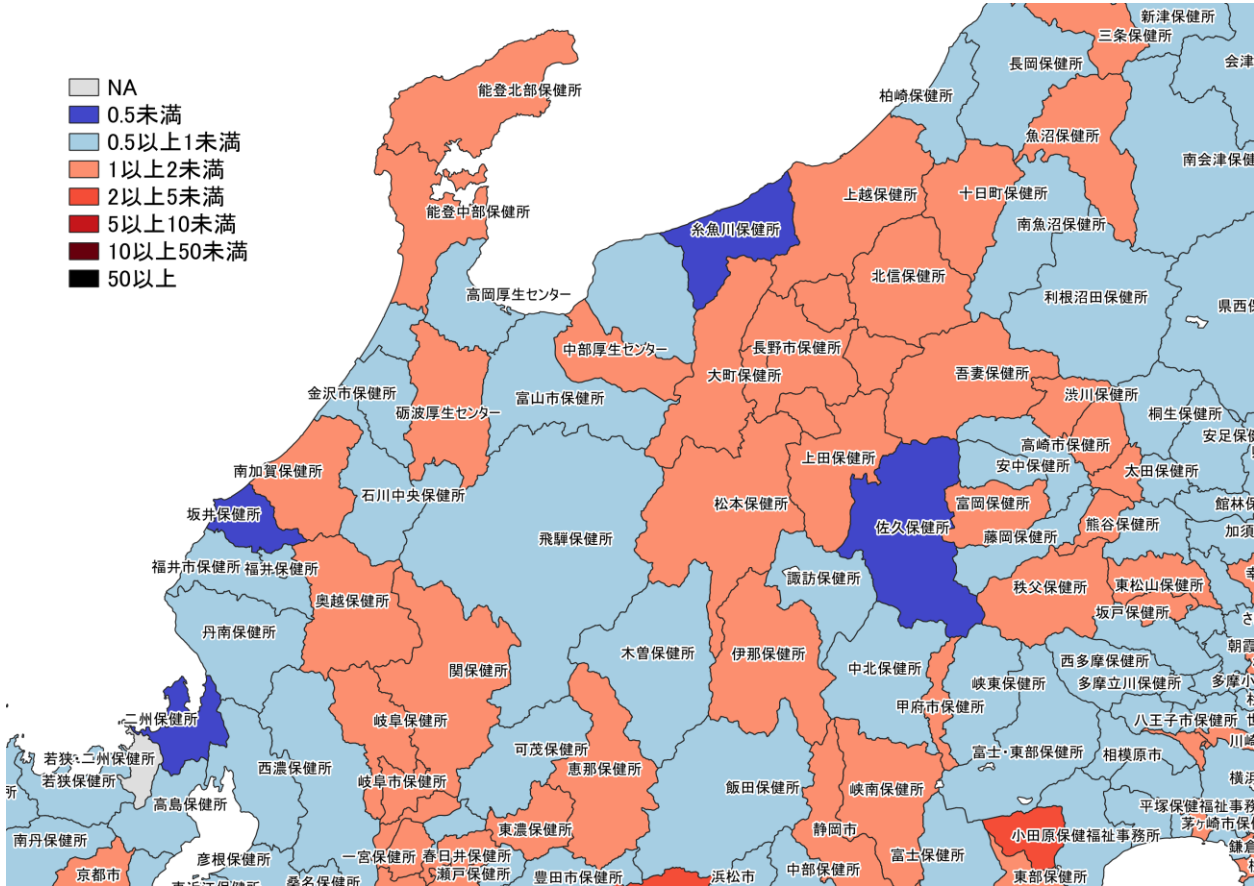 NA
0.5未満
0.5以上1未満
1以上2未満
2以上5未満
5以上10未満
10以上50未満
50以上
新津保健所
三条保健所
長岡保健所
会津
能登北部保健所
柏崎保健所
魚沼保健所
南会津保健
上越保健所
十日町保健所
能登中部保健所
糸魚川保健所
南魚沼保健所
北信保健所
高岡厚生センター
利根沼田保健所
県西保
中部厚生センター
長野市保健所
大町保健所
吾妻保健所
金沢市保健所
富山市保健所
渋川保健所
砺波厚生センター
桐生保健所
高崎市保健所
安足保健
上田保健所
安中保健所
太田保健所
南加賀保健所
石川中央保健所
松本保健所
富岡保健所
館林保
坂井保健所
佐久保健所
熊谷保健所
加須
飛騨保健所
藤岡保健所
福井市保健所
福井保健所
諏訪保健所
秩父保健所
東松山保健所
奥越保健所
坂戸保健所
丹南保健所
木曽保健所
伊那保健所
中北保健所
西多摩保健所
朝霞
関保健所
峡東保健所
多摩立川保健所
多摩小
甲府市保健所
二州保健所
岐阜保健所
八王子市保健所
世
川崎
可茂保健所
富士・東部保健所
相模原市
若狭・二州保健所
西濃保健所
恵那保健所
若狭保健所
岐阜市保健所
横浜
所
高島保健所
飯田保健所
峡南保健所
平塚保健福祉事務
東濃保健所
静岡市
小田原保健福祉事務所
茅ヶ崎市保健
南丹保健所
彦根保健所
一宮保健所
春日井保健所
富士保健所
鎌倉
京都市
瀬戸保健所
豊田市保健所
浜松市
中部保健所
東部保健所
桑名保健所